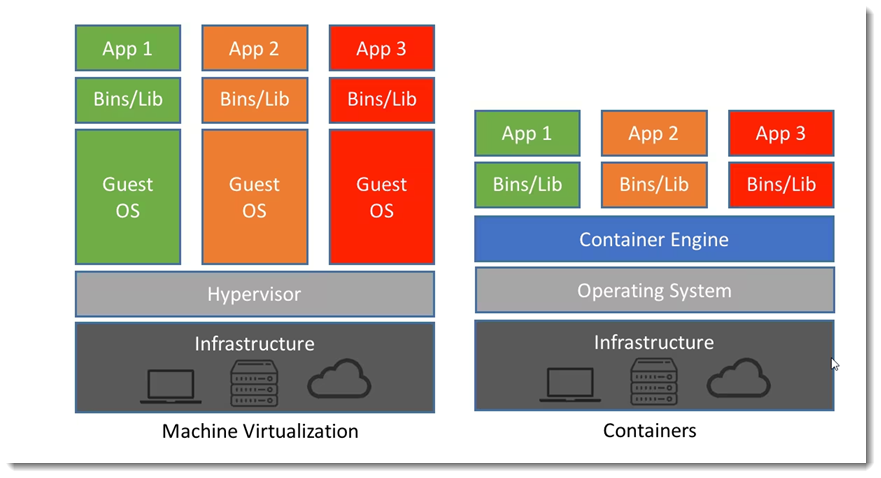 App 1
App 2
App 3
Bins/Lib
Bins/Lib
Bins/Lib
Guest
OS
Guest
OS
Guest
OS
Hypervisor
Infrastructure
Machine Virtualization
App 1
App 2
App 3
Bins/Lib
Bins/Lib
Bins/Lib
Container Engine
Operating System
Infrastructure
Containers